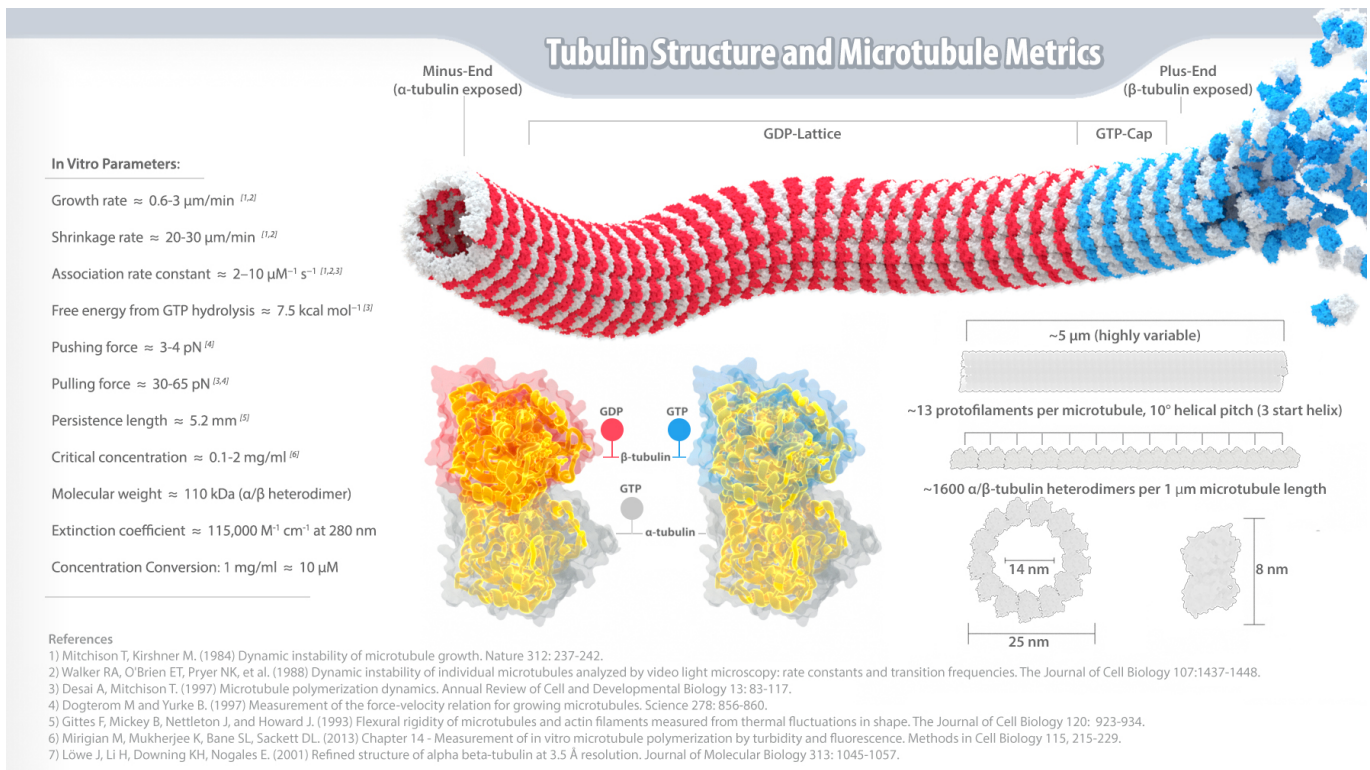 Tubulin Structure and Microtubule Metrics
Minus-End
(α-tubulin exposed)
Plus-End
(β-tubulin exposed)
GDP-Lattice
GTP-Cap
In Vitro Parameters:
Growth rate ≈ 0.6-3 μm/min [1,2]
Shrinkage rate ≈ 20-30 μm/min [1,2]
Association rate constant ≈ 2–10 μM⁻¹ s⁻¹ [1,2,3]
Free energy from GTP hydrolysis ≈ 7.5 kcal mol⁻¹ [3]
Pushing force ≈ 3-4 pN [4]
Pulling force ≈ 30-65 pN [3,4]
Persistence length ≈ 5.2 mm [5]
Critical concentration ≈ 0.1-2 mg/ml [6]
Molecular weight ≈ 110 kDa (α/β heterodimer)
Extinction coefficient ≈ 115,000 M⁻¹ cm⁻¹ at 280 nm
Concentration Conversion: 1 mg/ml ≈ 10 μM
GDP
GTP
β-tubulin
GTP
α-tubulin
~5 μm (highly variable)
~13 protofilaments per microtubule, 10° helical pitch (3 start helix)
~1600 α/β-tubulin heterodimers per 1 μm microtubule length
14 nm
25 nm
8 nm
References
1) Mitchison T, Kirshner M. (1984) Dynamic instability of microtubule growth. Nature 312: 237-242.
2) Walker RA, O'Brien ET, Pryer NK, et al. (1988) Dynamic instability of individual microtubules analyzed by video light microscopy: rate constants and transition frequencies. The Journal of Cell Biology 107:1437-1448.
3) Desai A, Mitchison T. (1997) Microtubule polymerization dynamics. Annual Review of Cell and Developmental Biology 13: 83-117.
4) Dogterom M and Yurke B. (1997) Measurement of the force-velocity relation for growing microtubules. Science 278: 856-860.
5) Gittes F, Mickey B, Nettleton J, and Howard J. (1993) Flexural rigidity of microtubules and actin filaments measured from thermal fluctuations in shape. The Journal of Cell Biology 120: 923-934.
6) Mirigian M, Mukherjee K, Bane SL, Sackett DL. (2013) Chapter 14 - Measurement of in vitro microtubule polymerization by turbidity and fluorescence. Methods in Cell Biology 115, 215-229.
7) Löwe J, Li H, Downing KH, Nogales E. (2001) Refined structure of alpha beta-tubulin at 3.5 Å resolution. Journal of Molecular Biology 313: 1045-1057.